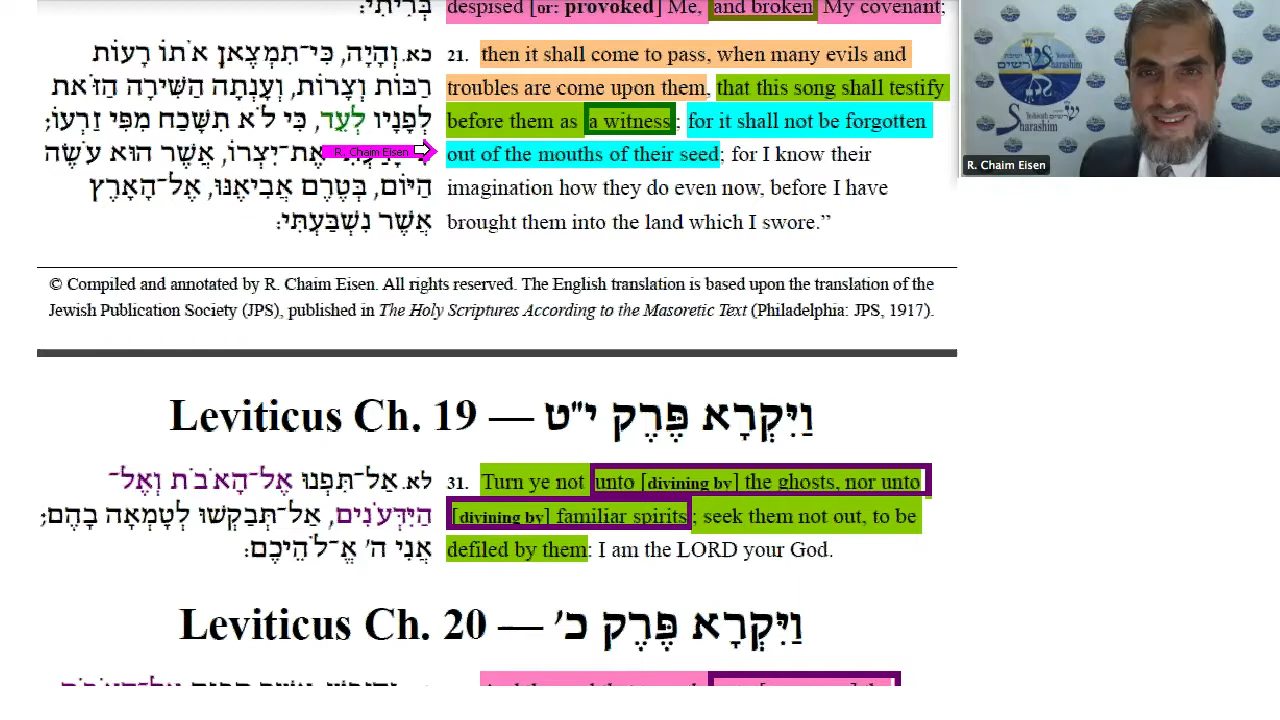 בְּרִיתִי:
despised [or: provoked] Me, and broken My covenant;
כא. וְהָיָה, כִּי־תִמְצֶאןָ אֹתוֹ רָעוֹת
רַבּוֹת וְצָרוֹת, וְעָנְתָה הַשִּׁירָה הַזֹּאת
לְפָנָיו לְעֵד, כִּי לֹא תִשָּׁכַח מִפִּי זַרְעוֹ;
אֶת־יִצְרוֹ, אֲשֶׁר הוּא עֹשֶׂה
הַיּוֹם, בְּטֶרֶם אֲבִיאֶנּוּ, אֶל־הָאָרֶץ
אֲשֶׁר נִשְׁבָּעְתִּי:
21. then it shall come to pass, when many evils and
troubles are come upon them, that this song shall testify
before them as a witness; for it shall not be forgotten
out of the mouths of their seed; for I know their
imagination how they do even now, before I have
brought them into the land which I swore.”
R. Chaim Eisen
© Compiled and annotated by R. Chaim Eisen. All rights reserved. The English translation is based upon the translation of the
Jewish Publication Society (JPS), published in The Holy Scriptures According to the Masoretic Text (Philadelphia: JPS, 1917).
Leviticus Ch. 19 — וַיִּקְרָא פֶּרֶק י"ט
לא. אַל־תִּפְנוּ אֶל־הָאֹבֹת וְאֶל־
הַיִּדְּעֹנִים, אַל־תְּבַקְשׁוּ לְטָמְאָה בָהֶם;
אֲנִי ה' אֱ־לֹהֵיכֶם:
31. Turn ye not unto [divining by] the ghosts, nor unto
[divining by] familiar spirits; seek them not out, to be
defiled by them: I am the LORD your God.
Leviticus Ch. 20 — וַיִּקְרָא פֶּרֶק כ'
Yeshivath
Sharashim
R. Chaim Eisen